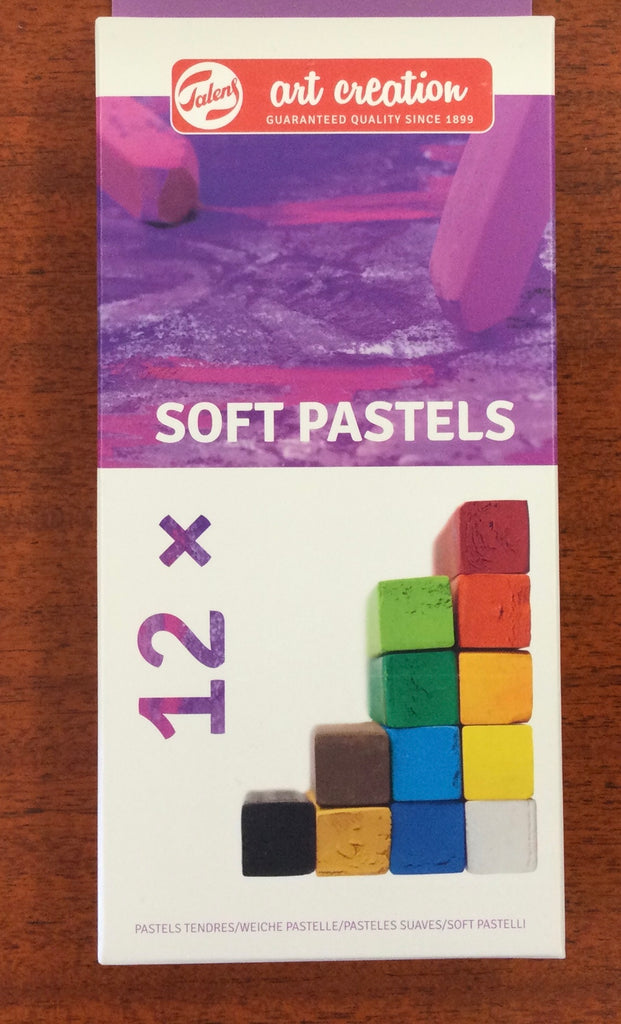 Talens
art creation
GUARANTEED QUALITY SINCE 1899
SOFT PASTELS
12 x
PASTELS TENDRES/WEICHE PASTELLE/PASTELES SUAVES/SOFT PASTELLI